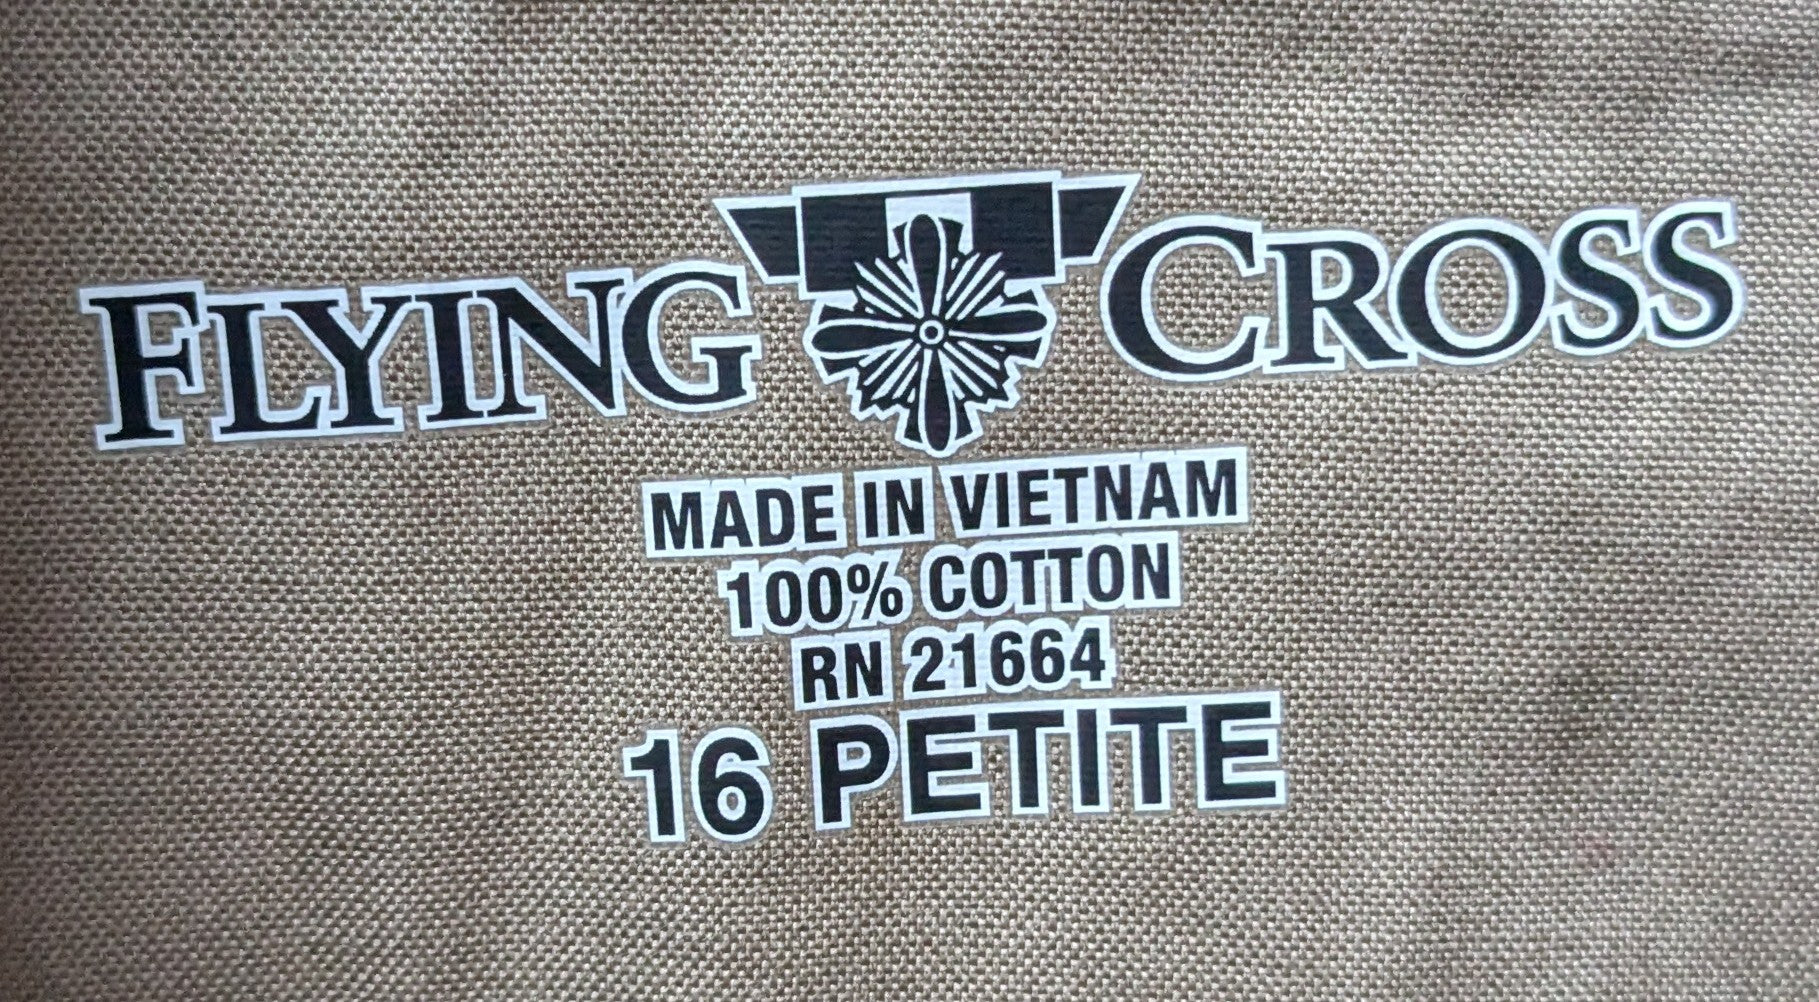 FLYING CROSS
MADE IN VIETNAM
100% COTTON
RN 21664
16 PETITE